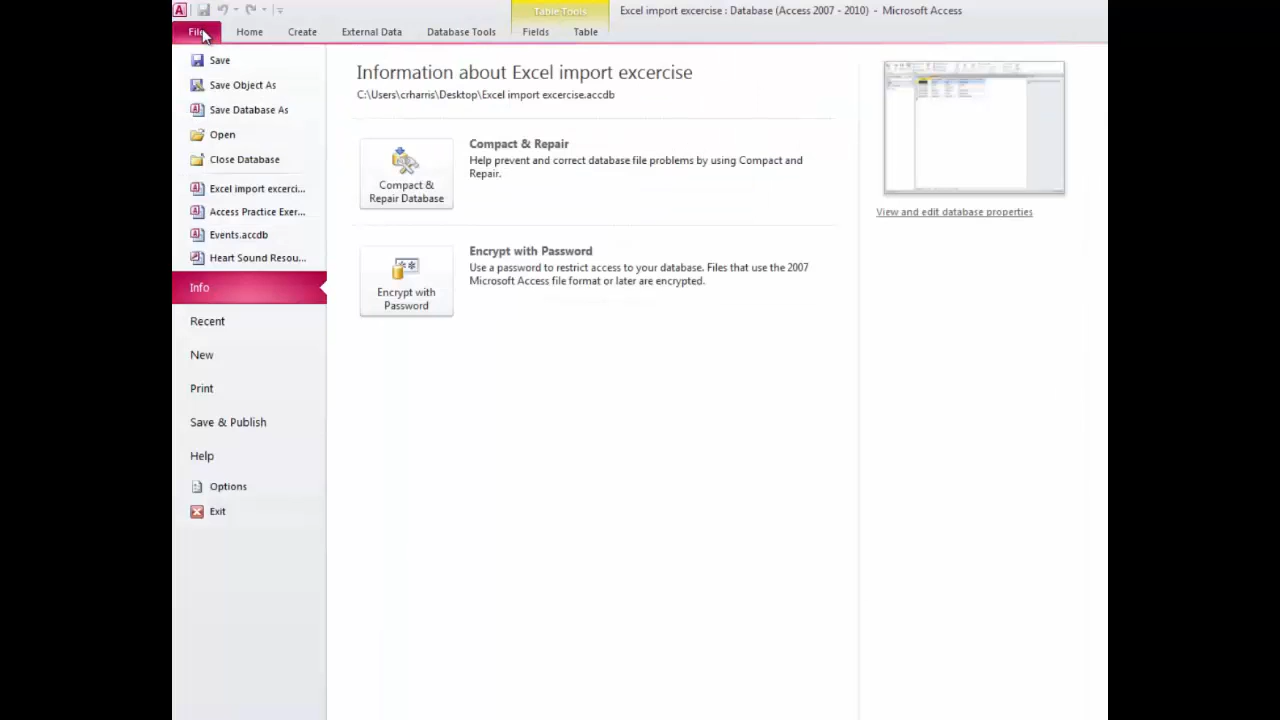 Table Tools
Excel import excercise : Database (Access 2007 - 2010) - Microsoft Access
File Home Create External Data Database Tools Fields Table
Save
Save Object As
Save Database As
Open
Close Database
Excel import excerci...
Access Practice Exer...
Events.accdb
Heart Sound Resou...
Info
Recent
New
Print
Save & Publish
Help
Options
Exit
Information about Excel import excercise
C:\Users\crharris\Desktop\Excel import excercise.accdb
Compact &
Repair Database
Compact & Repair
Help prevent and correct database file problems by using Compact and
Repair.
Encrypt with
Password
Encrypt with Password
Use a password to restrict access to your database. Files that use the 2007
Microsoft Access file format or later are encrypted.
View and edit database properties